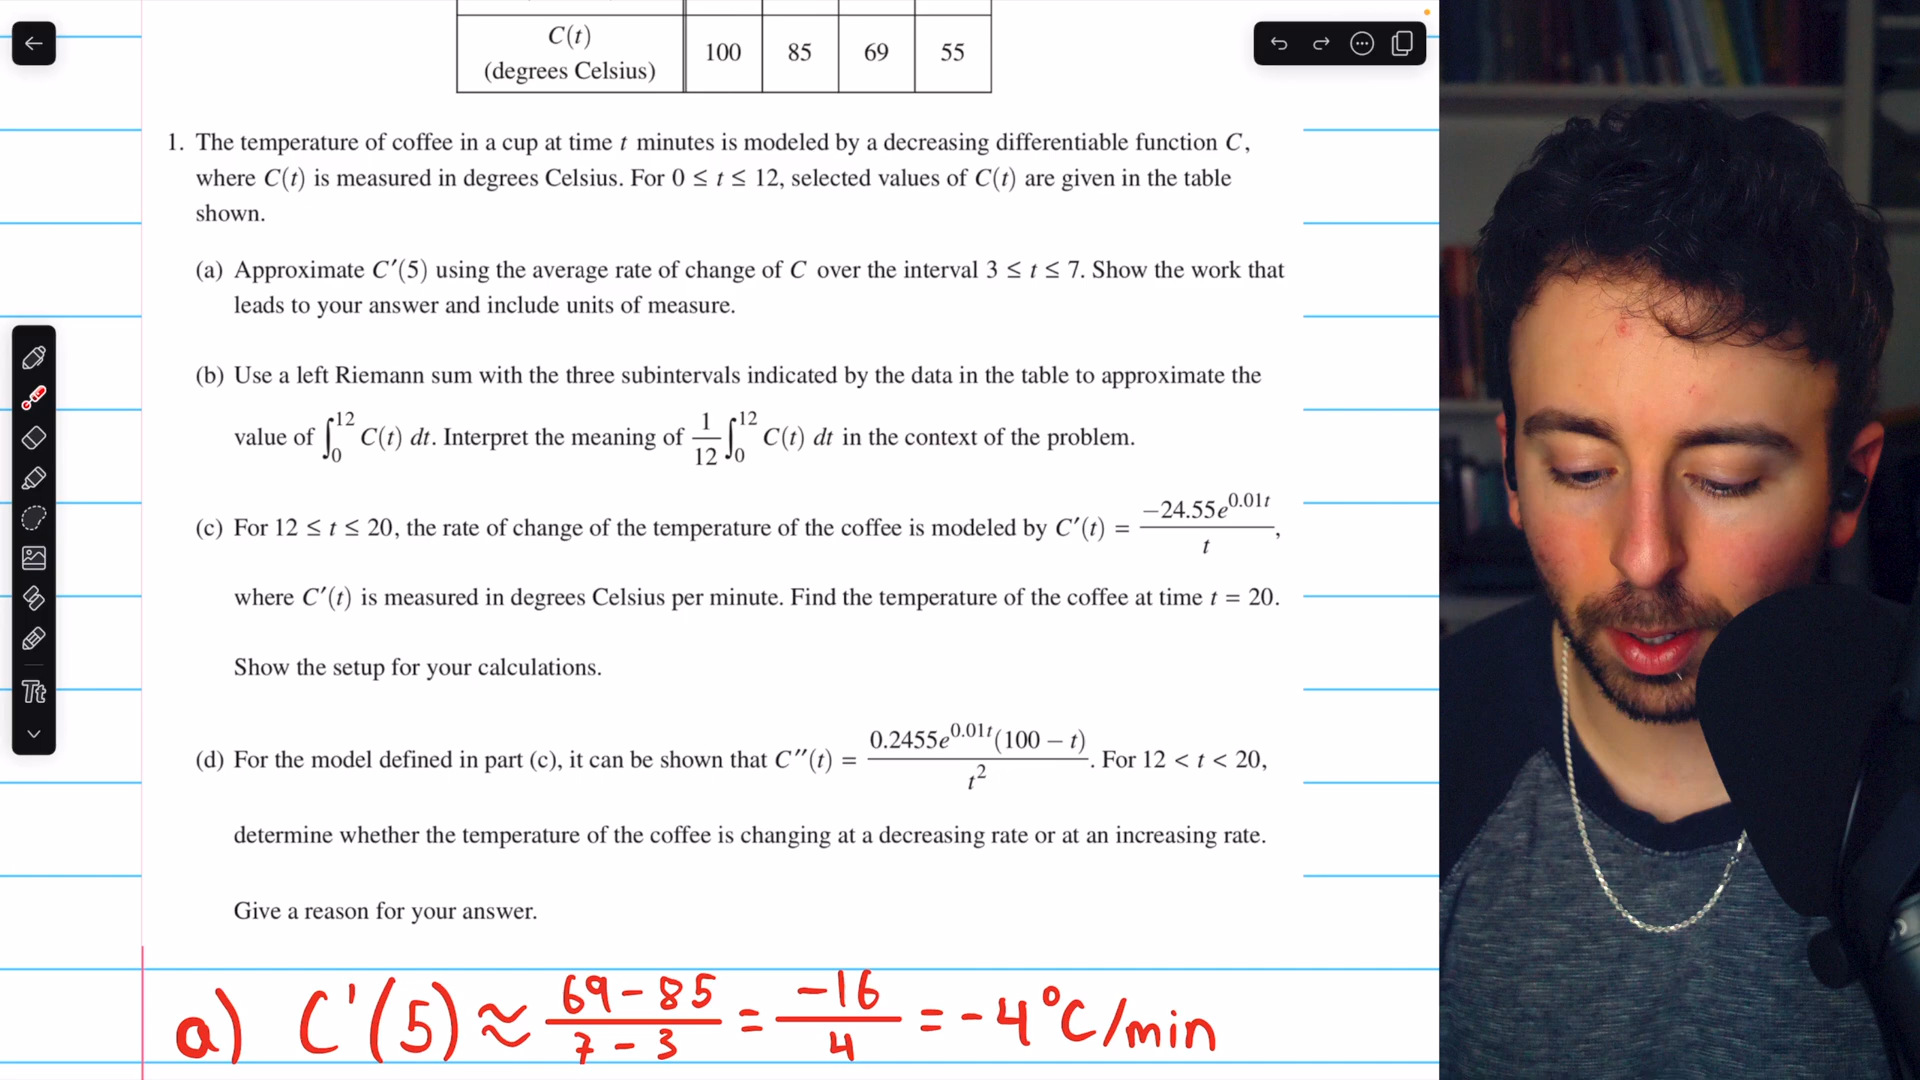 C(t)
(degrees Celsius) 100 85 69 55
1. The temperature of coffee in a cup at time t minutes is modeled by a decreasing differentiable function C,
where C(t) is measured in degrees Celsius. For 0 ≤ t ≤ 12, selected values of C(t) are given in the table
shown.
(a) Approximate C′(5) using the average rate of change of C over the interval 3 ≤ t ≤ 7. Show the work that
leads to your answer and include units of measure.
(b) Use a left Riemann sum with the three subintervals indicated by the data in the table to approximate the
value of ∫₀¹² C(t) dt. Interpret the meaning of 1/12 ∫₀¹² C(t) dt in the context of the problem.
(c) For 12 ≤ t ≤ 20, the rate of change of the temperature of the coffee is modeled by C′(t) = −24.55e^{0.01t}/t,
where C′(t) is measured in degrees Celsius per minute. Find the temperature of the coffee at time t = 20.
Show the setup for your calculations.
(d) For the model defined in part (c), it can be shown that C″(t) = 0.2455e^{0.01t}(100 − t)/t². For 12 < t < 20,
determine whether the temperature of the coffee is changing at a decreasing rate or at an increasing rate.
Give a reason for your answer.
a) C'(5) ≈ (69-85)/(7-3) = -16/4 = -4°C/min
Tt